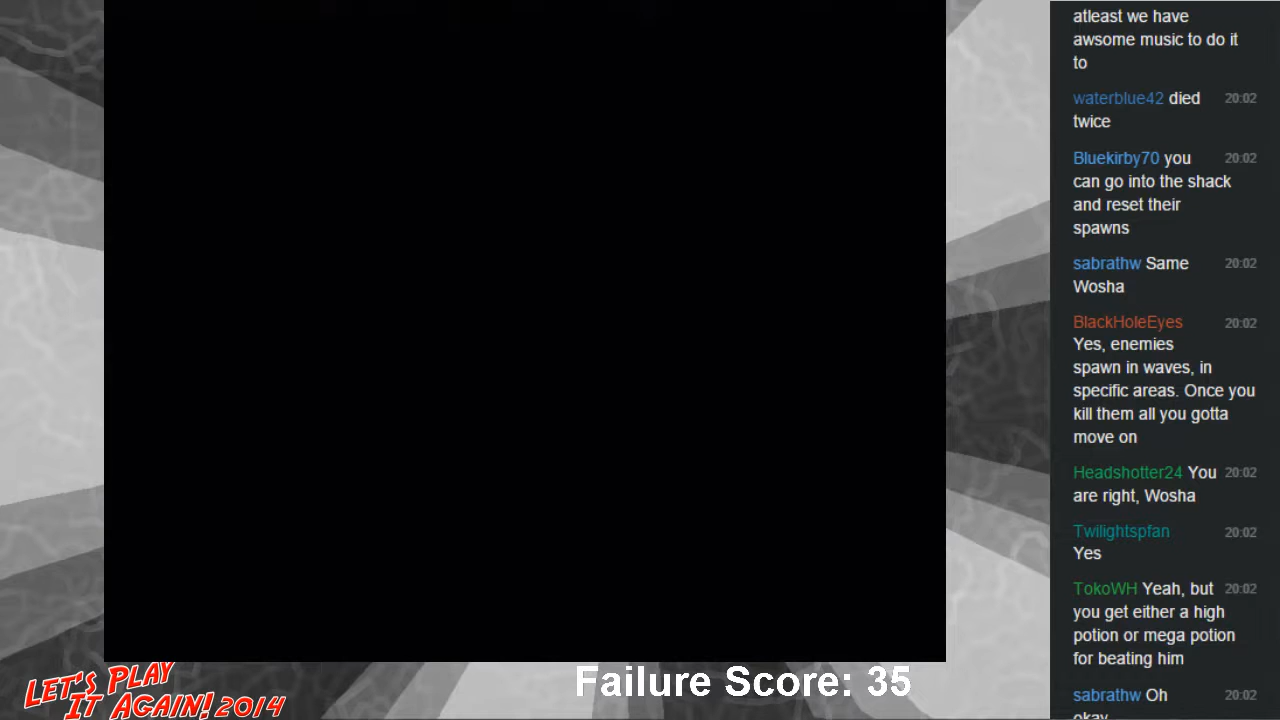 atleast we have
awsome music to do it
to
waterblue42 died 20:02
twice
Bluekirby70 you 20:02
can go into the shack
and reset their
spawns
sabrathw Same 20:02
Wosha
BlackHoleEyes 20:02
Yes, enemies
spawn in waves, in
specific areas. Once you
kill them all you gotta
move on
Headshotter24 You 20:02
are right, Wosha
Twilightspfan 20:02
Yes
TokoWH Yeah, but 20:02
you get either a high
potion or mega potion
for beating him
sabrathw Oh 20:02
okay
LET'S PLAY
IT AGAIN! 2014
Failure Score: 35